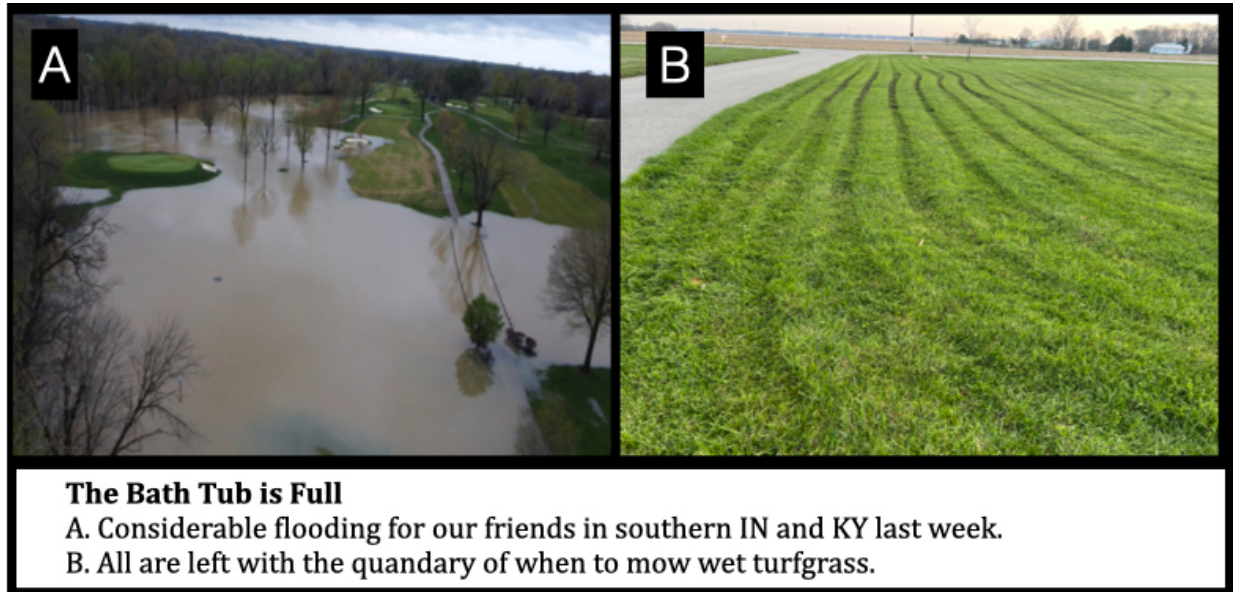 A
B
The Bath Tub is Full
A. Considerable flooding for our friends in southern IN and KY last week.
B. All are left with the quandary of when to mow wet turfgrass.